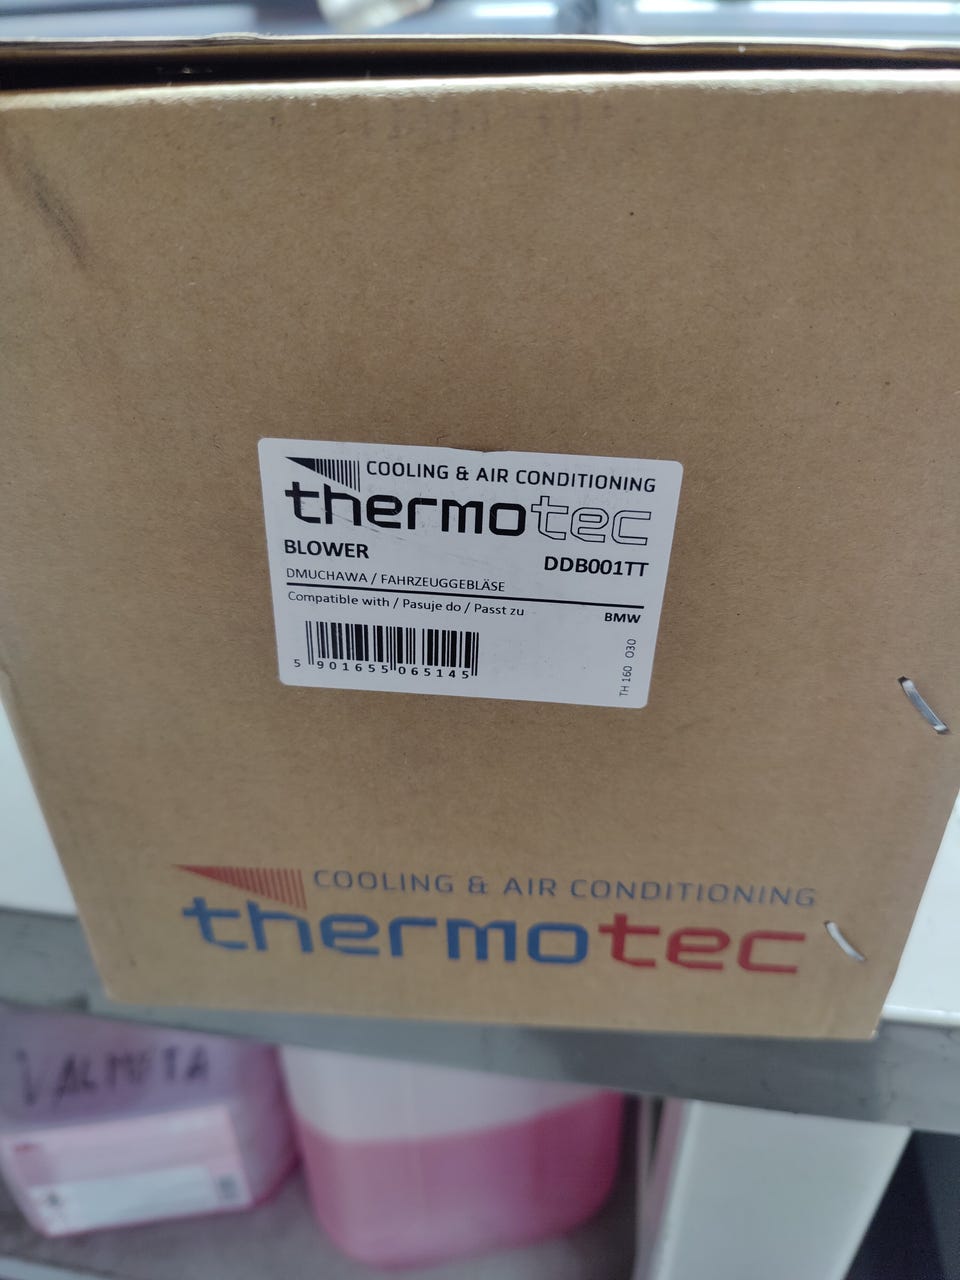 COOLING & AIR CONDITIONING
thermotec
BLOWER
DDB001TT
DMUCHAWA / FAHRZEUGGEBLÄSE
Compatible with / Pasuje do / Passt zu
BMW
5 901655 065145
TH 160 030
COOLING & AIR CONDITIONING
thermotec
VALMETA